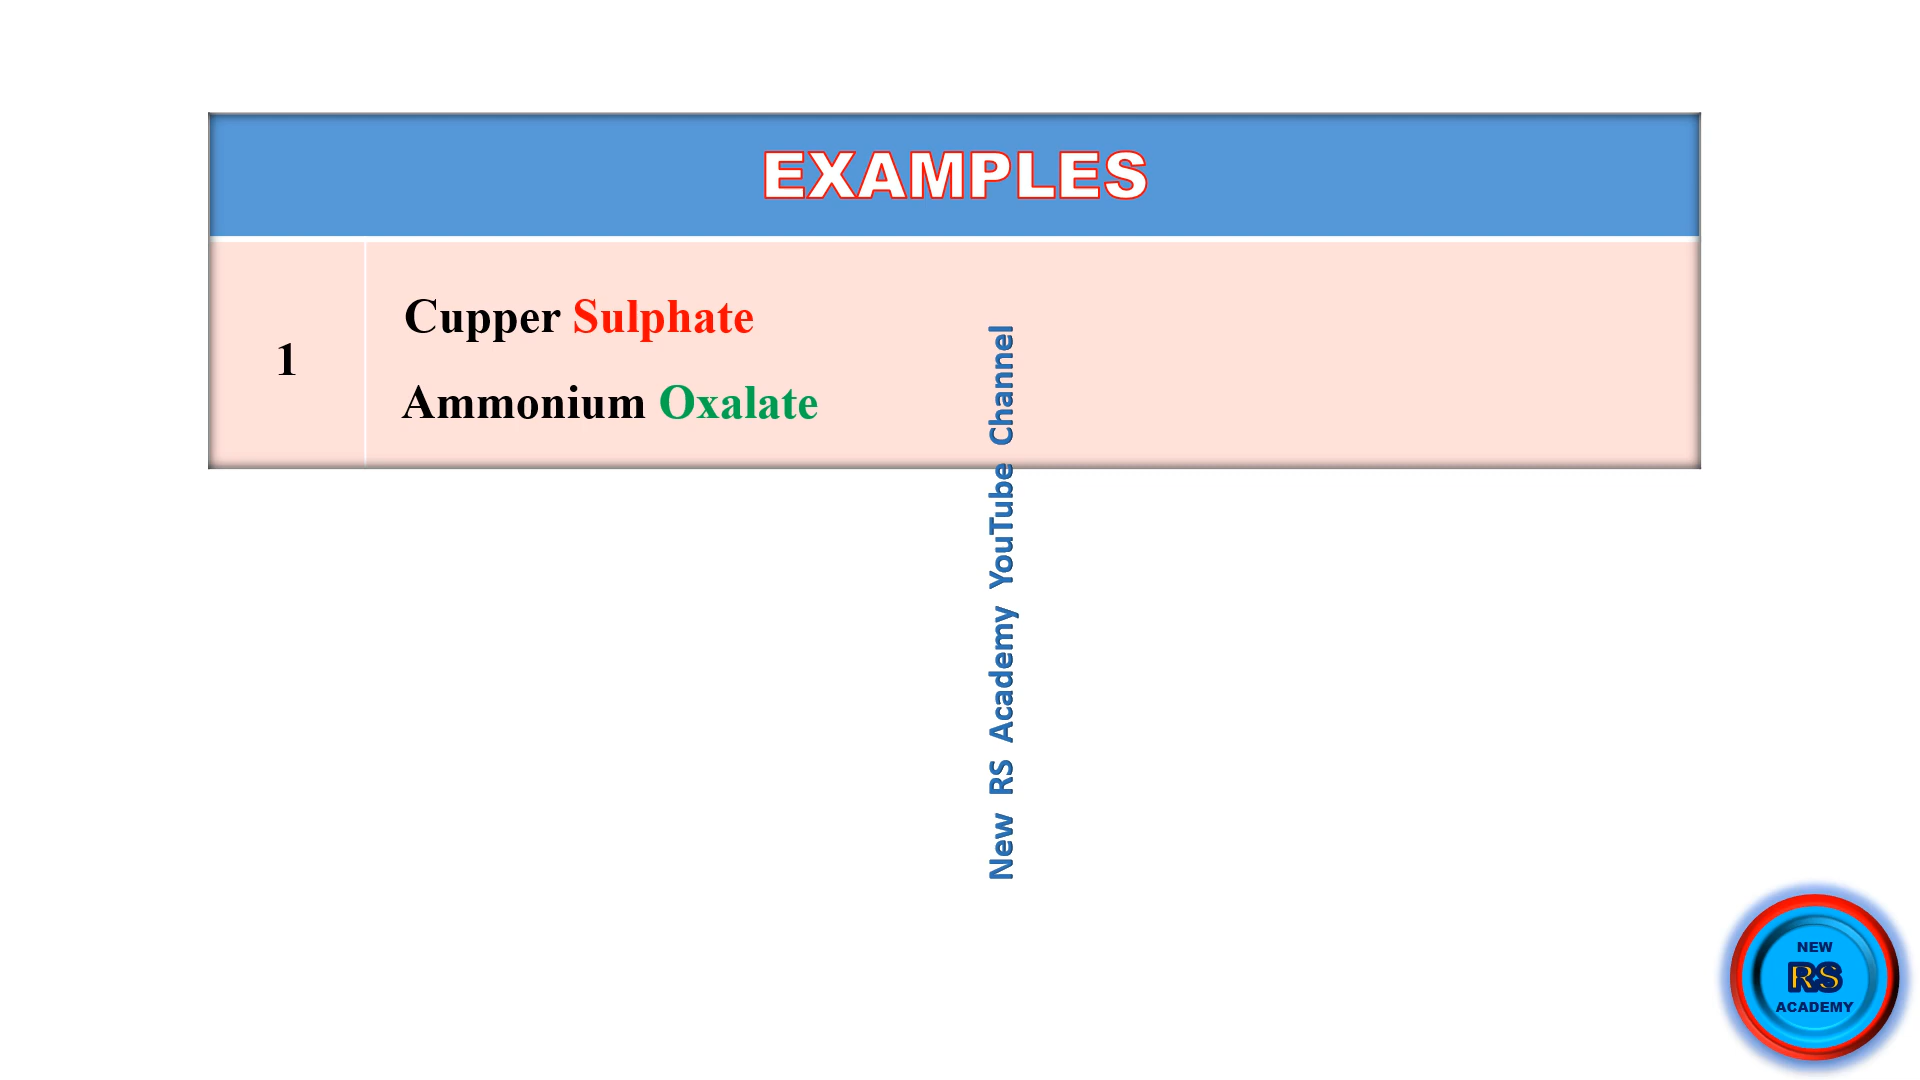 EXAMPLES
1
Cupper Sulphate
Ammonium Oxalate
New RS Academy YouTube Channel
NEW
RS
ACADEMY